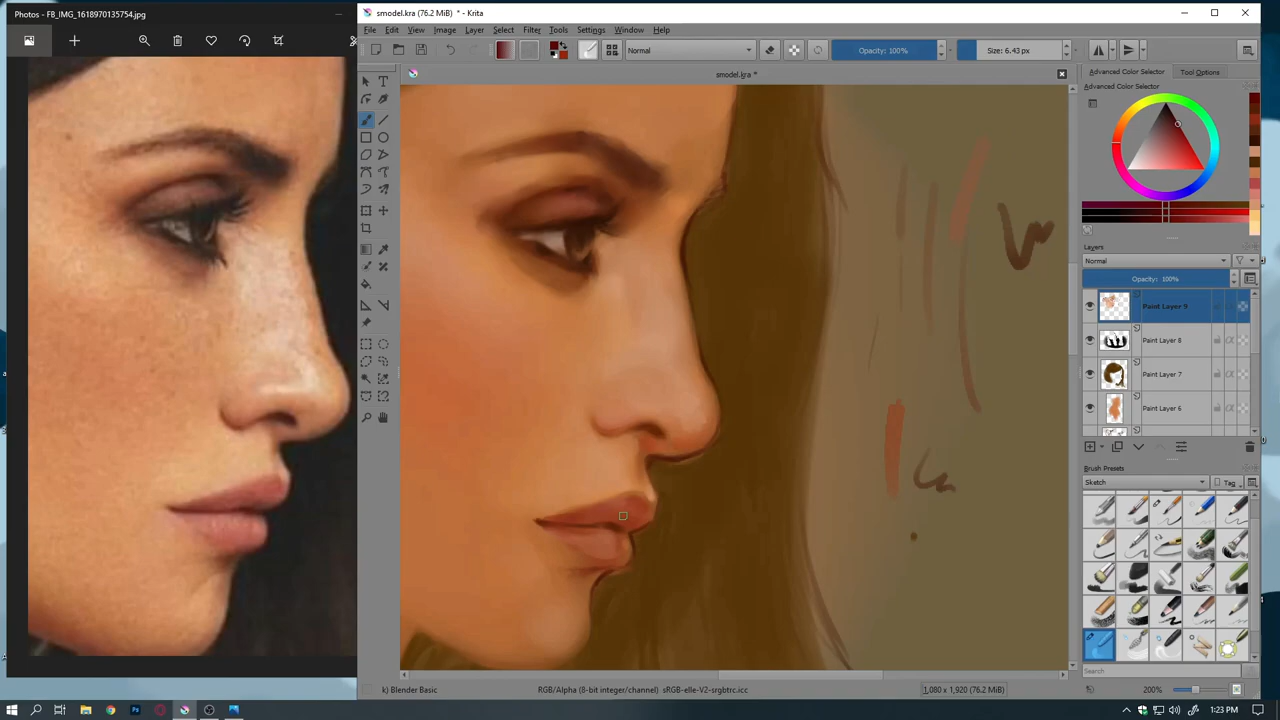 Photos - FB_IMG_1618970135754.jpg
smodel.kra (76.2 MiB) * - Krita
File Edit View Image Layer Select Filter Tools Settings Window Help
Normal
Opacity: 100%
Size: 6.43 px
smodel.kra *
Advanced Color Selector
Tool Options
Advanced Color Selector
Layers
Normal
Opacity: 100%
Paint Layer 9
Paint Layer 8
Paint Layer 7
Paint Layer 6
Brush Presets
Sketch
Tag
Search
k) Blender Basic
RGB/Alpha (8-bit integer/channel) sRGB-elle-V2-srgbtrc.icc
1,080 x 1,920 (76.2 MiB)
200%
1:23 PM